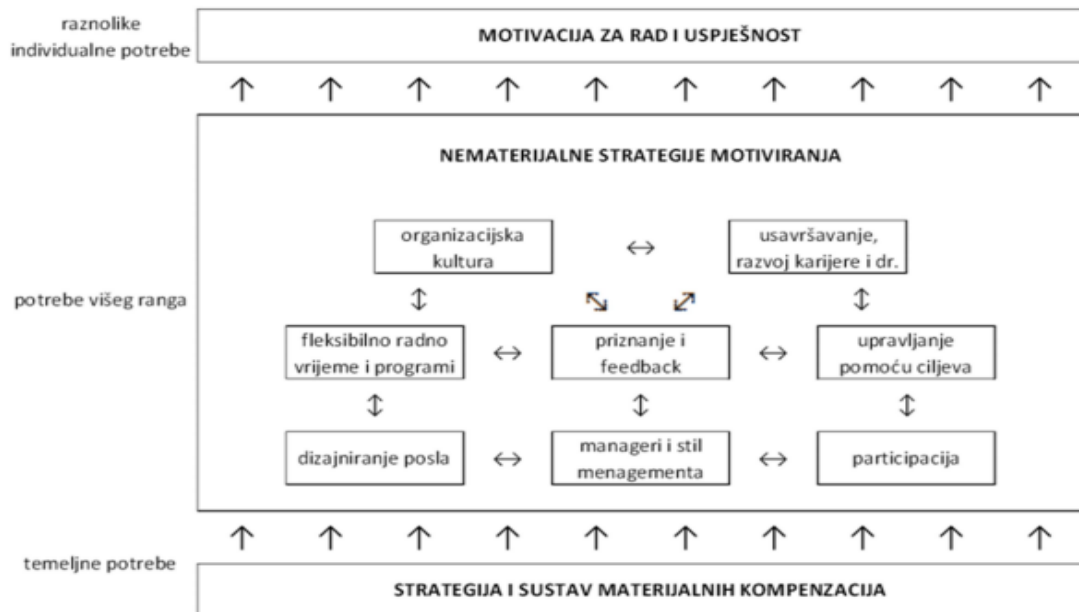 raznolike
individualne potrebe
MOTIVACIJA ZA RAD I USPJEŠNOST
NEMATERIJALNE STRATEGIJE MOTIVIRANJA
organizacijska
kultura
usavršavanje,
razvoj karijere i dr.
potrebe višeg ranga
fleksibilno radno
vrijeme i programi
priznanje i
feedback
upravljanje
pomoću ciljeva
dizajniranje posla
manageri i stil
menagementa
participacija
temeljne potrebe
STRATEGIJA I SUSTAV MATERIJALNIH KOMPENZACIJA